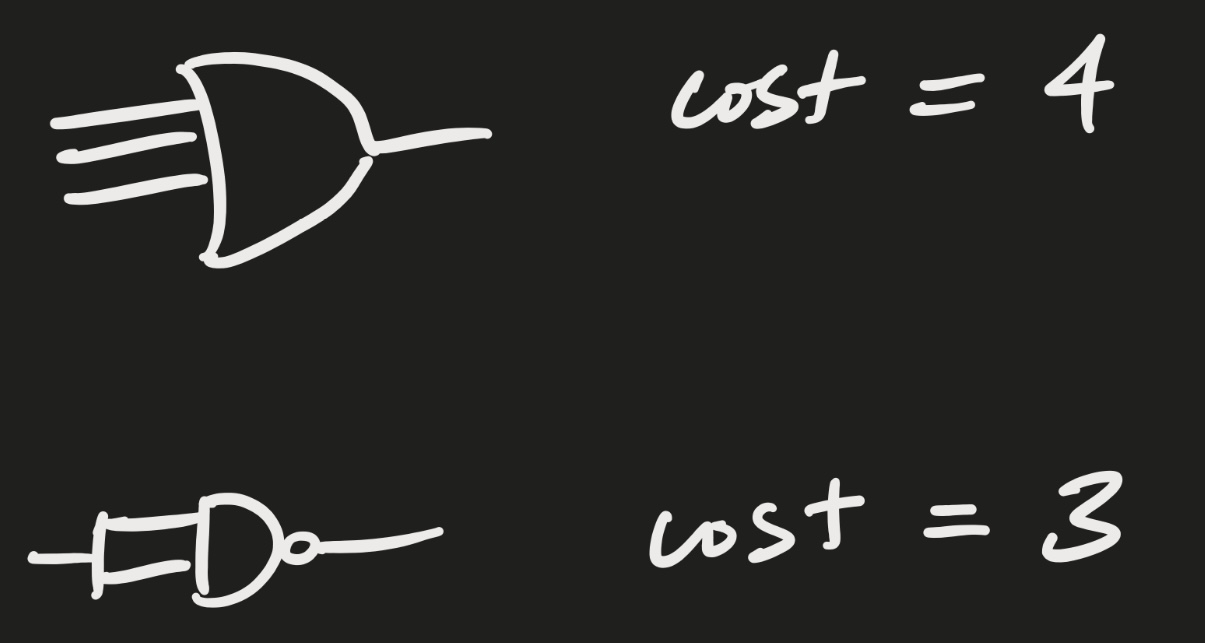 cost = 4
cost = 3